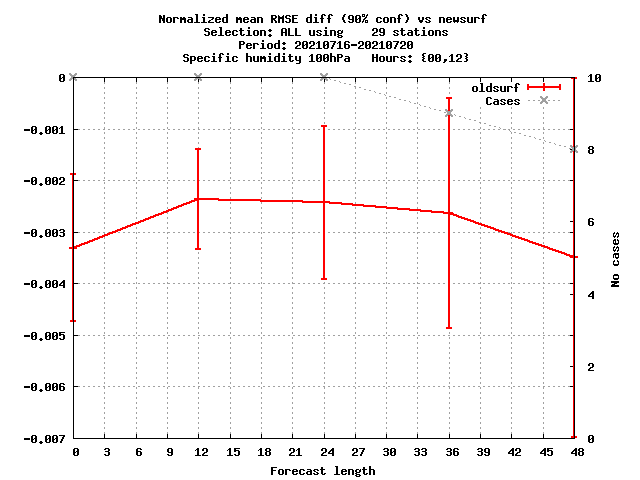 Normalized mean RMSE diff (90% conf) vs newsurf
Selection: ALL using    29 stations
Period: 20210716-20210720
Specific humidity 100hPa   Hours: {00,12}
oldsurf
Cases
0
-0.001
-0.002
-0.003
-0.004
-0.005
-0.006
-0.007
10
8
6
4
2
0
No cases
0 3 6 9 12 15 18 21 24 27 30 33 36 39 42 45 48
Forecast length